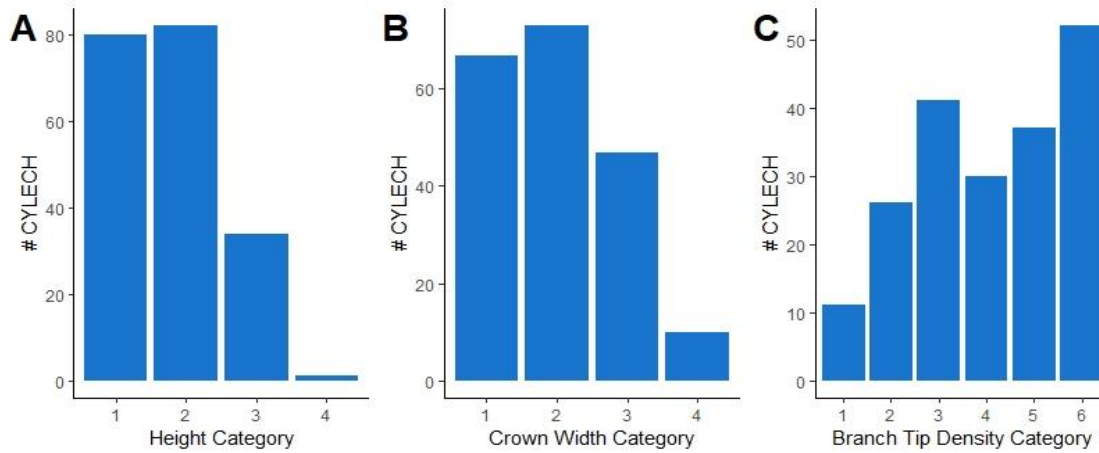 A
# CYLECH
80
60
40
20
0
1 2 3 4
Height Category
B
# CYLECH
60
40
20
0
1 2 3 4
Crown Width Category
C
# CYLECH
50
40
30
20
10
0
1 2 3 4 5 6
Branch Tip Density Category